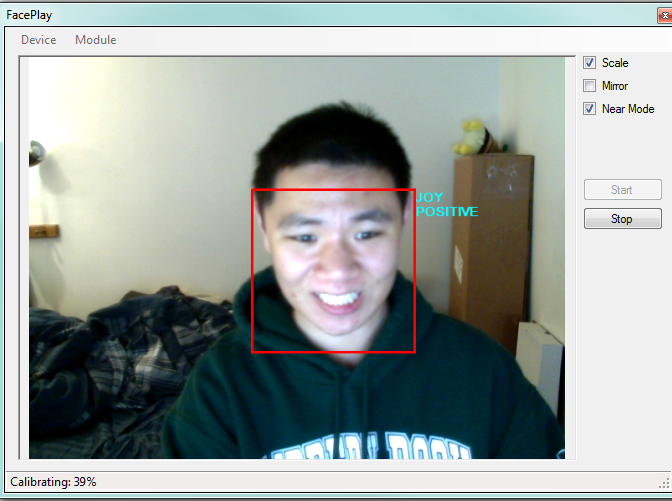 FacePlay
Device Module
Scale
Mirror
Near Mode
JOY
POSITIVE
Start
Stop
Calibrating: 39%